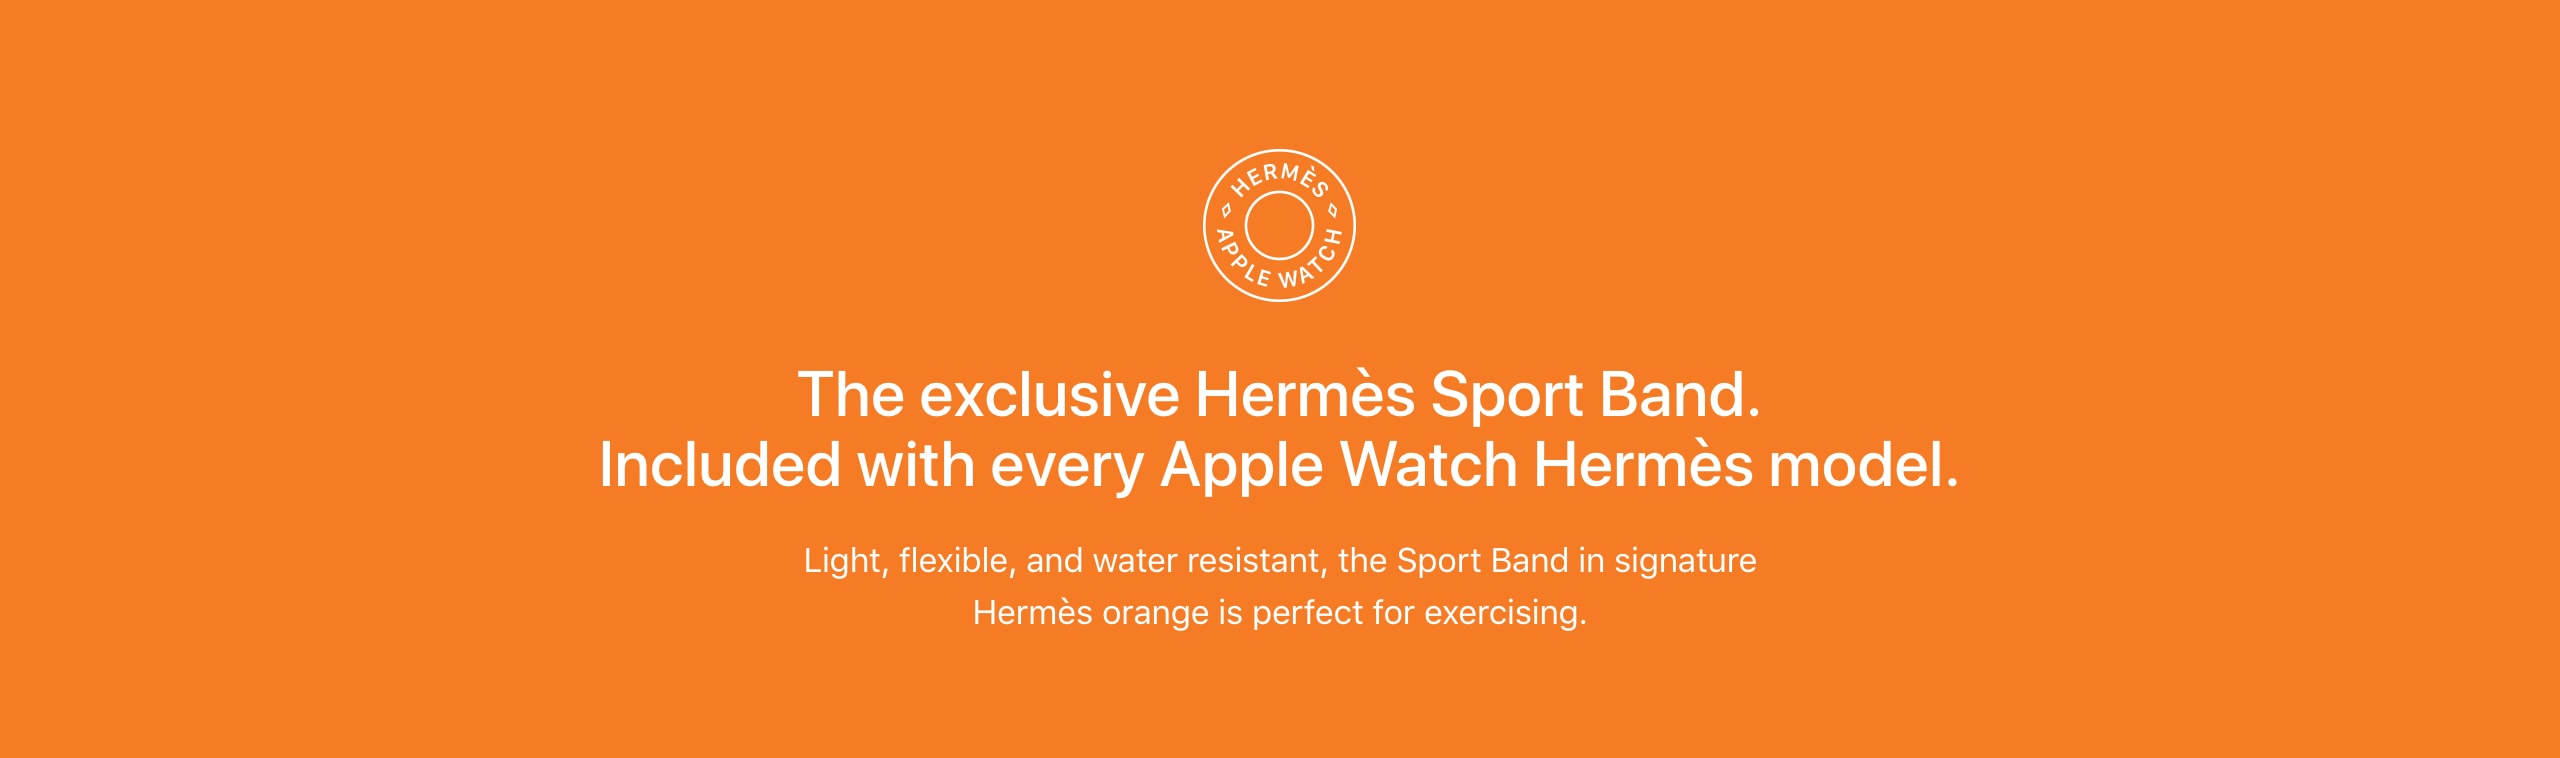 HERMÈS
APPLE WATCH
The exclusive Hermès Sport Band.
Included with every Apple Watch Hermès model.
Light, flexible, and water resistant, the Sport Band in signature
Hermès orange is perfect for exercising.